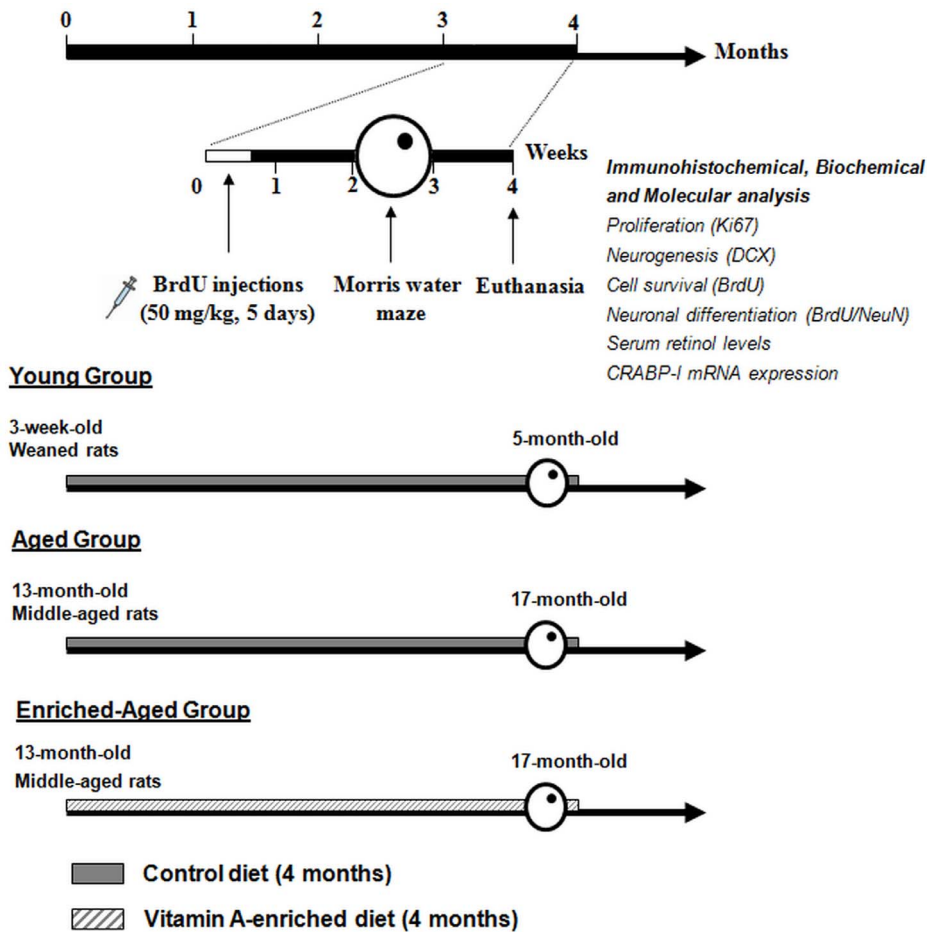 0 1 2 3 4
Months
Weeks
0 1 2 3 4
BrdU injections
(50 mg/kg, 5 days)
Morris water
maze
Euthanasia
Immunohistochemical, Biochemical
and Molecular analysis
Proliferation (Ki67)
Neurogenesis (DCX)
Cell survival (BrdU)
Neuronal differentiation (BrdU/NeuN)
Serum retinol levels
CRABP-I mRNA expression
Young Group
3-week-old
Weaned rats
5-month-old
Aged Group
13-month-old
Middle-aged rats
17-month-old
Enriched-Aged Group
13-month-old
Middle-aged rats
17-month-old
Control diet (4 months)
Vitamin A-enriched diet (4 months)